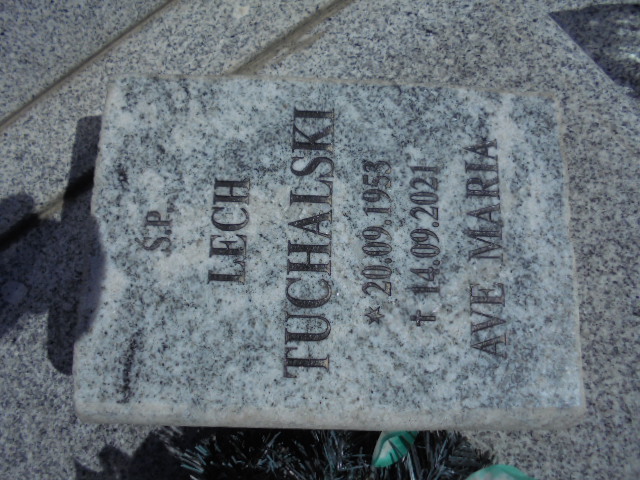 Ś.P.
LECH
TUCHALSKI
★ 20.09.1953
✝ 14.09.2021
AVE MARIA